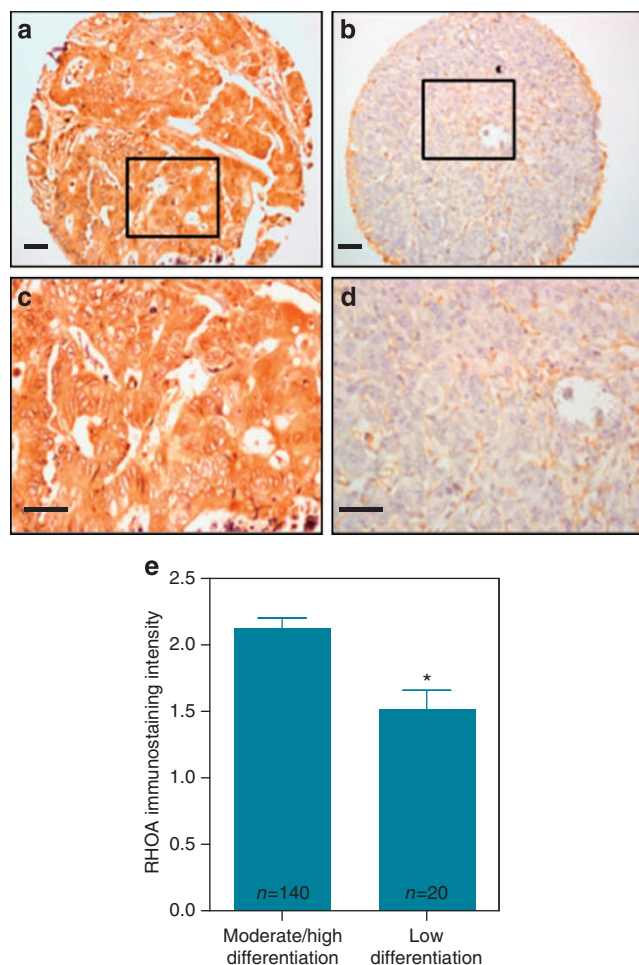 a
b
c
d
e
RHOA immunostaining intensity
2.5
2.0
1.5
1.0
0.5
0.0
*
n=140
n=20
Moderate/high
differentiation
Low
differentiation